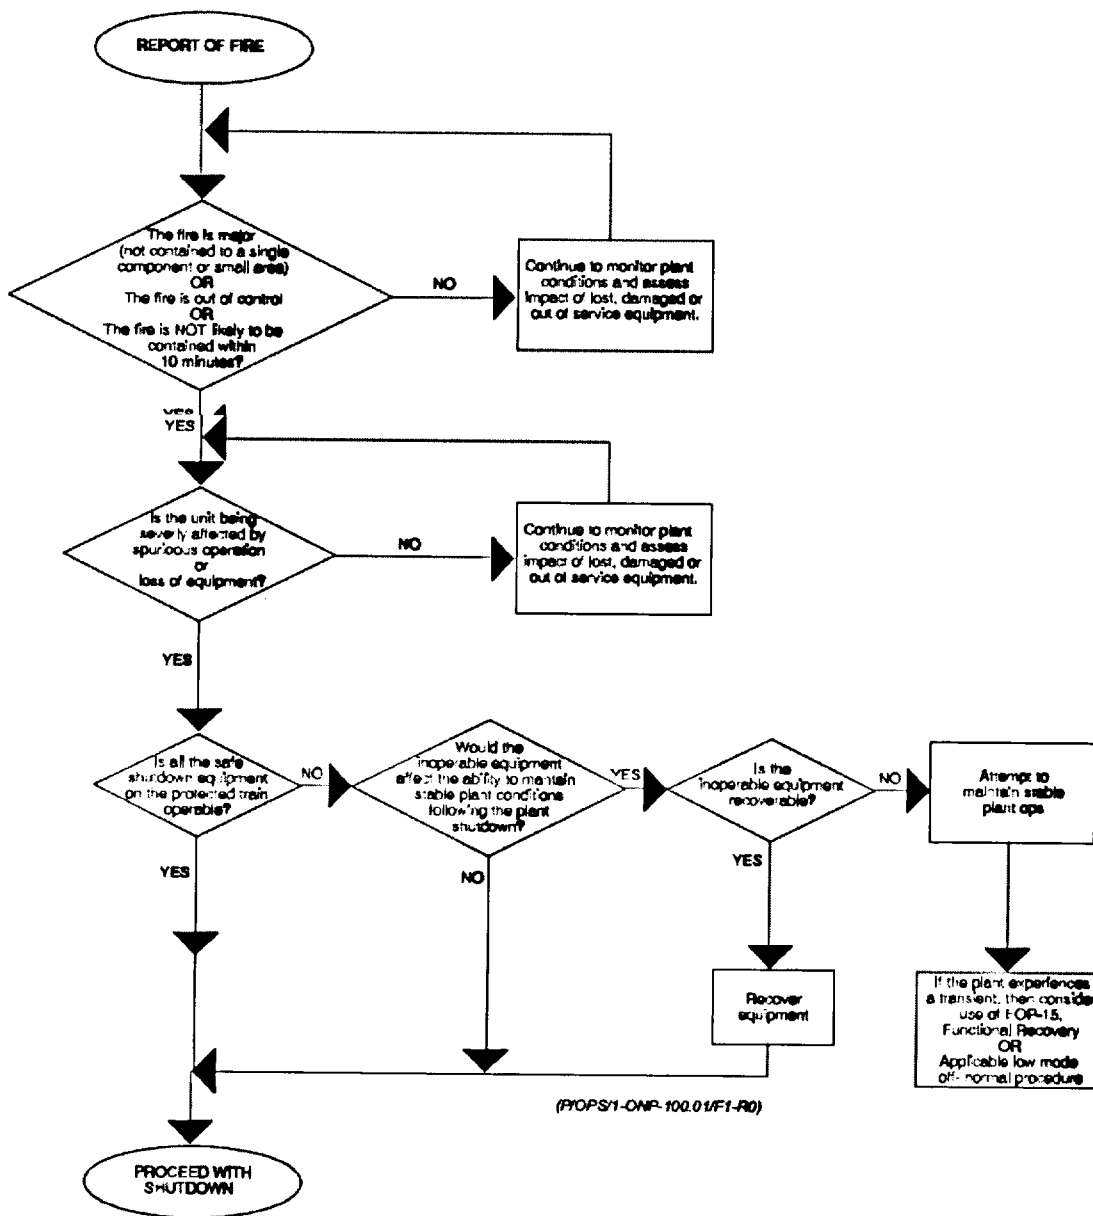 REPORT OF FIRE
The fire is major
(not contained to a single
component or small area)
OR
The fire is out of control
OR
The fire is NOT likely to be
contained within
10 minutes?
NO
Continue to monitor plant
conditions and assess
impact of lost, damaged or
out of service equipment.
YES
YES
Is the unit being
severly affected by
spurioous operation
or
loss of equipment?
NO
Continue to monitor plant
conditions and assess
impact of lost, damaged or
out of service equipment.
YES
Is all the safe
shutdown equipment
on the protected train
operable?
NO
Would the
inoperable equipment
affect the ability to mantain
stable plant conditions
following the plant
shutdown?
YES
Is the
inoperable equipment
recoverable?
NO
Attempt to
maintain stable
plant ops
YES
NO
YES
Recover
equipment
If the plant experiences
a transient, then consider
use of EOP-15,
Functional Recovery
OR
Applicable low mode
off- normal procedure
(P/OPS/1-ONP-100.01/F1-R0)
PROCEED WITH
SHUTDOWN